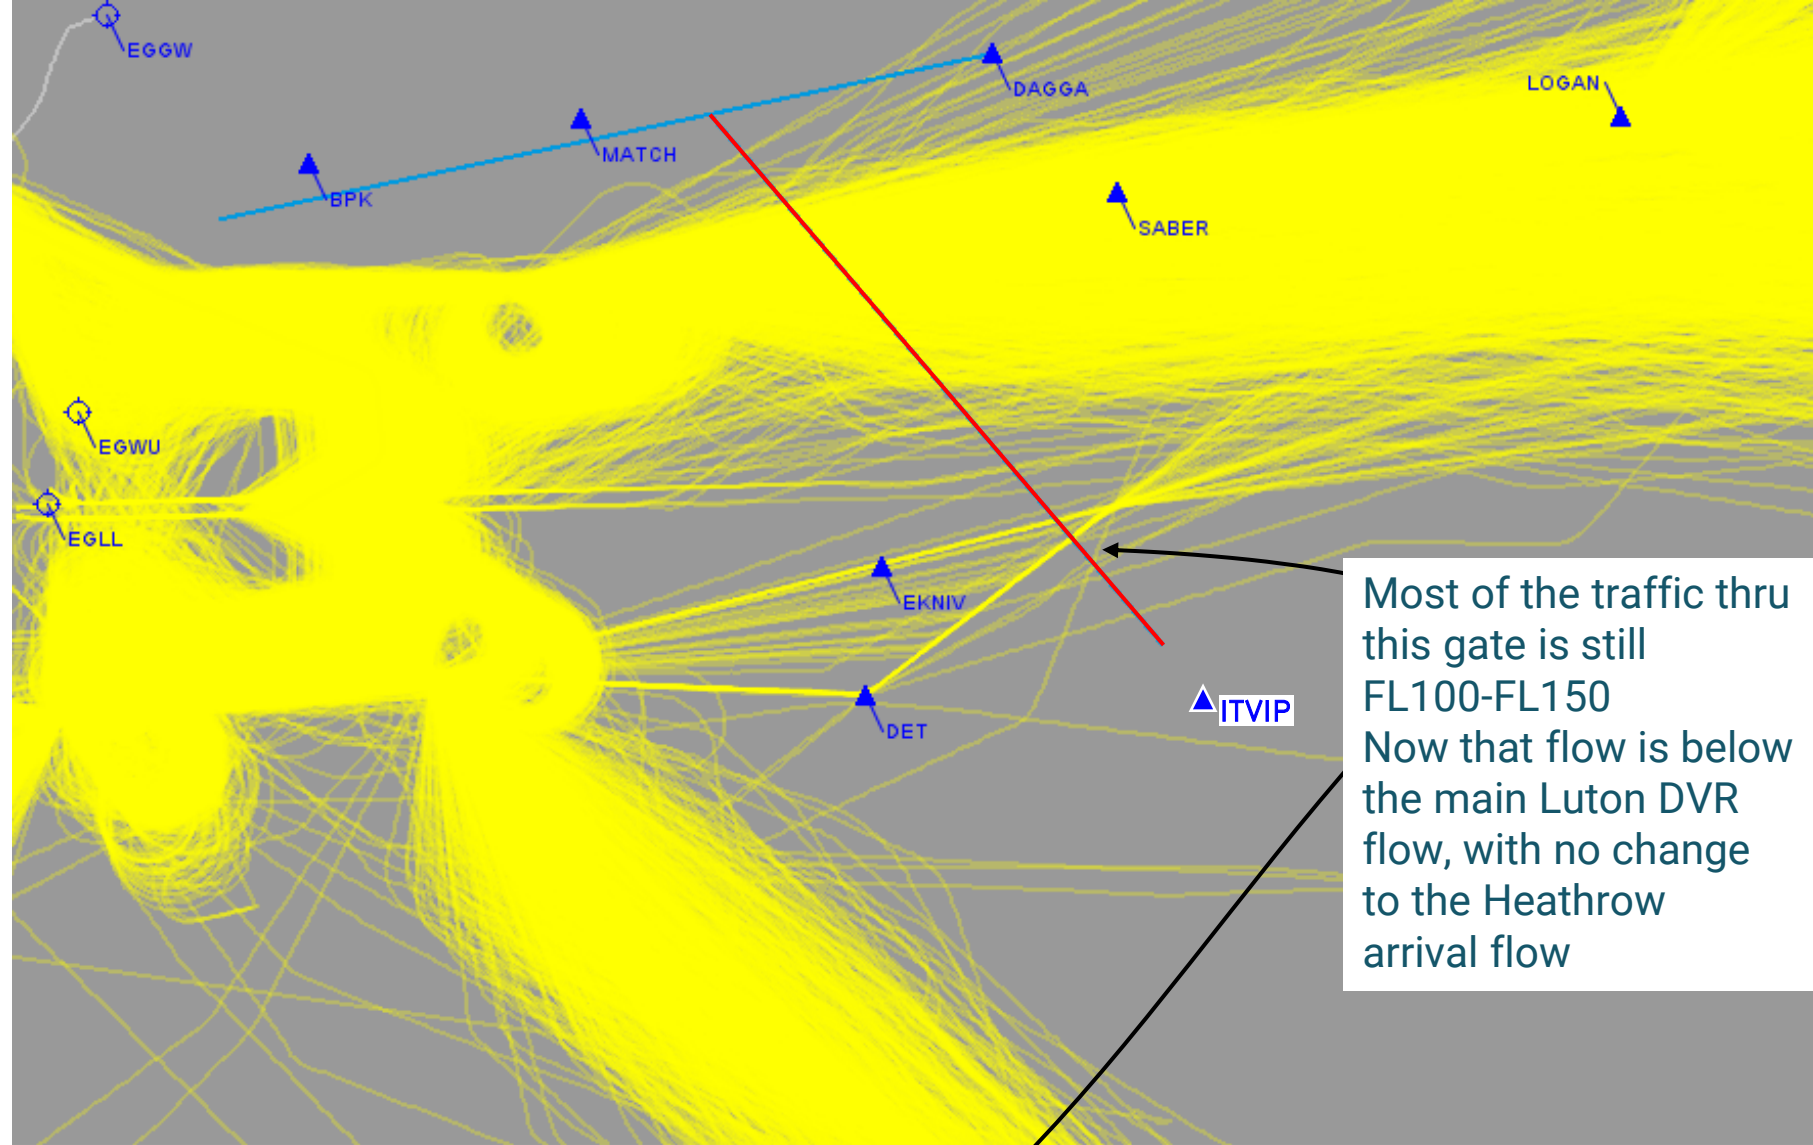 EGGW
DAGGA
LOGAN
MATCH
BPK
SABER
EGWU
EGLL
EKNIV
ITVIP
DET
Most of the traffic thru
this gate is still
FL100-FL150
Now that flow is below
the main Luton DVR
flow, with no change
to the Heathrow
arrival flow